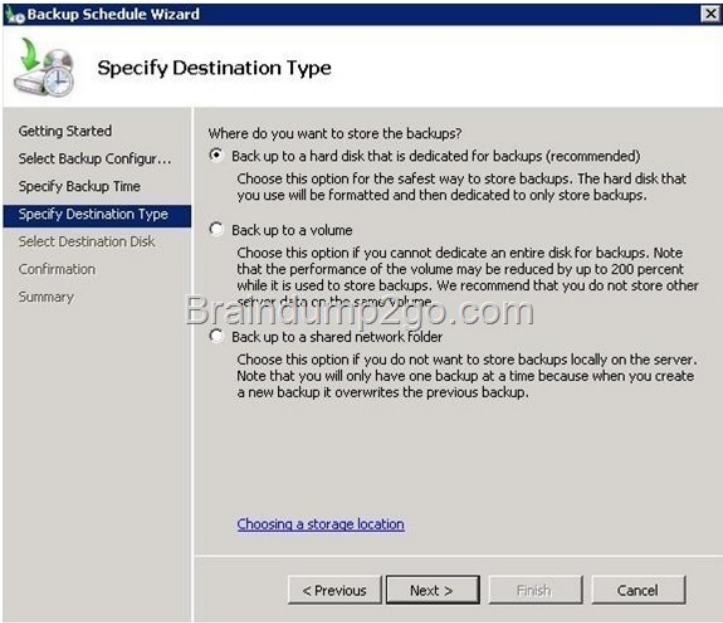 Backup Schedule Wizard
Specify Destination Type
Getting Started
Select Backup Configur...
Specify Backup Time
Specify Destination Type
Select Destination Disk
Confirmation
Summary
Where do you want to store the backups?
Back up to a hard disk that is dedicated for backups (recommended)
Choose this option for the safest way to store backups. The hard disk that
you use will be formatted and then dedicated to only store backups.
Back up to a volume
Choose this option if you cannot dedicate an entire disk for backups. Note
that the performance of the volume may be reduced by up to 200 percent
while it is used to store backups. We recommend that you do not store other
server data on the same volume.
Braindump2go.com
Back up to a shared network folder
Choose this option if you do not want to store backups locally on the server.
Note that you will only have one backup at a time because when you create
a new backup it overwrites the previous backup.
Choosing a storage location
< Previous
Next >
Finish
Cancel